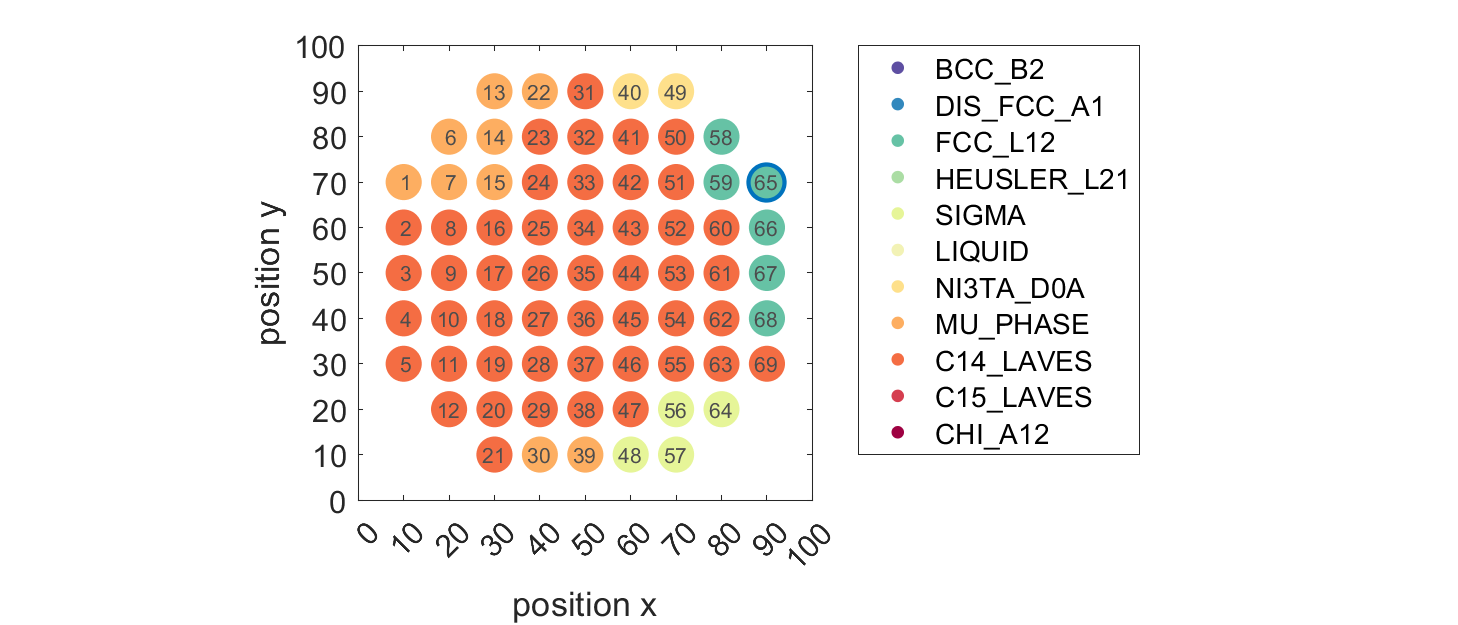 100
90
80
70
60
50
40
30
20
10
0
position y
13 22 31 40 49
6 14 23 32 41 50 58
1 7 15 24 33 42 51 59 65
2 8 16 25 34 43 52 60 66
3 9 17 26 35 44 53 61 67
4 10 18 27 36 45 54 62 68
5 11 19 28 37 46 55 63 69
12 20 29 38 47 56 64
21 30 39 48 57
0 10 20 30 40 50 60 70 80 90 100
position x
BCC_B2
DIS_FCC_A1
FCC_L12
HEUSLER_L21
SIGMA
LIQUID
NI3TA_D0A
MU_PHASE
C14_LAVES
C15_LAVES
CHI_A12